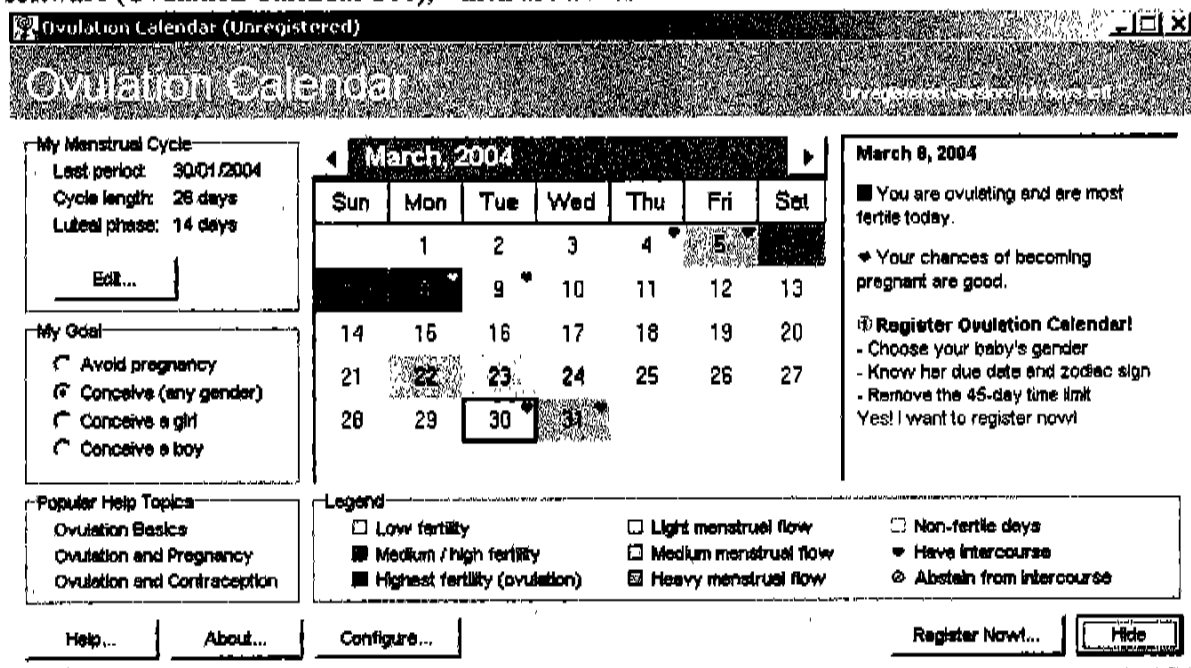 Ovulation Calendar (Unregistered)
Ovulation Calendar
Unregistered version: 44 days left
My Menstrual Cycle
Last period: 30/01/2004
Cycle length: 26 days
Luteal phase: 14 days
Edit...
My Goal
Avoid pregnancy
Conceive (any gender)
Conceive a girl
Conceive a boy
Popular Help Topics
Ovulation Basics
Ovulation and Pregnancy
Ovulation and Contraception
March, 2004
Sun Mon Tue Wed Thu Fri Sat
1 2 3 4 5
8 9 10 11 12 13
14 15 16 17 18 19 20
21 22 23 24 25 26 27
28 29 30 31
March 8, 2004
You are ovulating and are most
fertile today.
Your chances of becoming
pregnant are good.
Register Ovulation Calendar!
- Choose your baby's gender
- Know her due date and zodiac sign
- Remove the 45-day time limit
Yes! I want to register now!
Legend
Low fertility
Medium / high fertility
Highest fertility (ovulation)
Light menstrual flow
Medium menstrual flow
Heavy menstrual flow
Non-fertile days
Have intercourse
Abstain from intercourse
Help... About... Configure... Register Now!... Hide